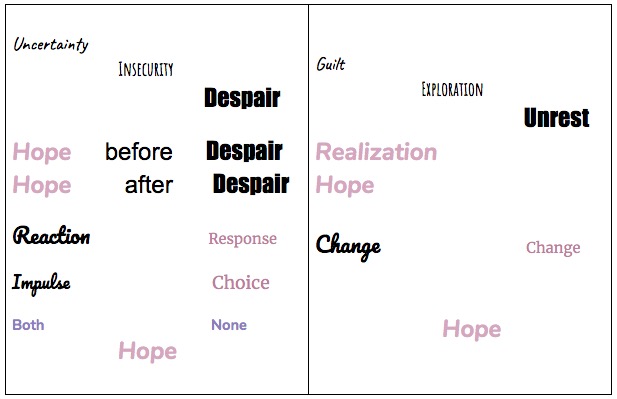 Uncertainty
Insecurity
Despair
Hope before Despair
Hope after Despair
Reaction Response
Impulse Choice
Both None
Hope
Guilt
Exploration
Unrest
Realization
Hope
Change Change
Hope